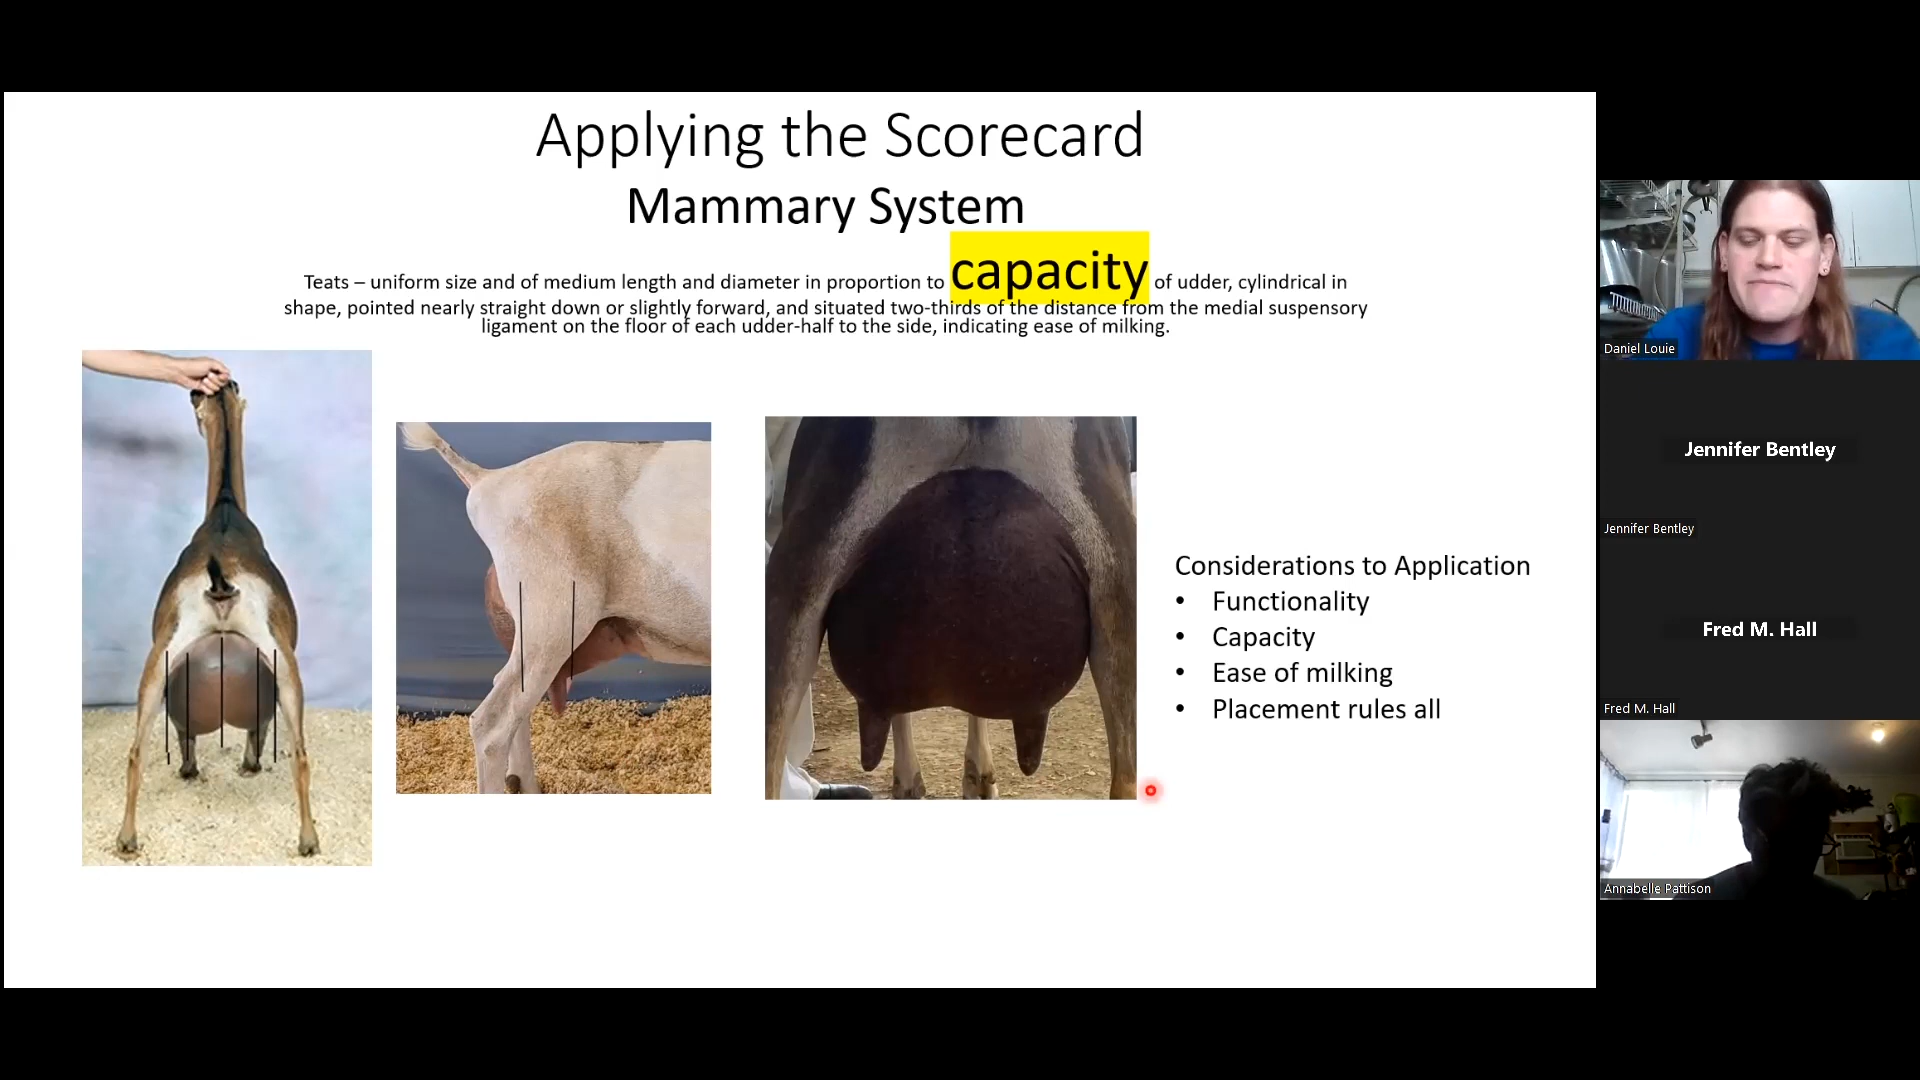 Applying the Scorecard
Mammary System
Teats – uniform size and of medium length and diameter in proportion to capacity of udder, cylindrical in
shape, pointed nearly straight down or slightly forward, and situated two-thirds of the distance from the medial suspensory
ligament on the floor of each udder-half to the side, indicating ease of milking.
Considerations to Application
• Functionality
• Capacity
• Ease of milking
• Placement rules all
Daniel Louie
Jennifer Bentley
Jennifer Bentley
Fred M. Hall
Fred M. Hall
Annabelle Pattison